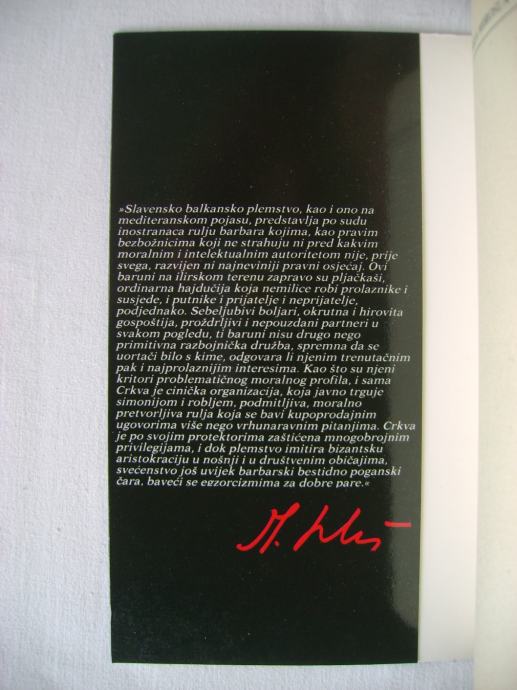 »Slavensko balkansko plemstvo, kao i ono na
mediteranskom pojasu, predstavlja po sudu
inostranaca rulju barbara kojima, kao pravim
bezbožnicima koji ne strahuju ni pred kakvim
moralnim i intelektualnim autoritetom nije, prije
svega, razvijen ni najneviniji pravni osjećaj. Ovi
baruni na ilirskom terenu zapravo su pljačkaši,
ordinarna hajdučija koja nemilice robi prolaznike i
susjede, i putnike i prijatelje i neprijatelje,
podjednako. Sebeljubivi boljari, okrutna i hirovita
gospoštija, proždrljivi i nepouzdani partneri u
svakom pogledu, ti baruni nisu drugo nego
primitivna razbojnička družba, spremna da se
uortači bilo s kime, odgovara li njenim trenutačnim
pak i najprolaznijim interesima. Kao što su njeni
kritori problematičnog moralnog profila, i sama
Crkva je cinička organizacija, koja javno trguje
simonijom i robljem, podmitljiva, moralno
pretvorljiva rulja koja se bavi kupoprodajnim
ugovorima više nego vrhunaravnim pitanjima. Crkva
je po svojim protektorima zaštićena mnogobrojnim
privilegijama, i dok plemstvo imitira bizantsku
aristokraciju u nošnji i u društvenim običajima,
svećenstvo još uvijek barbarski bestidno poganski
čara, baveći se egzorcizmima za dobre pare.«